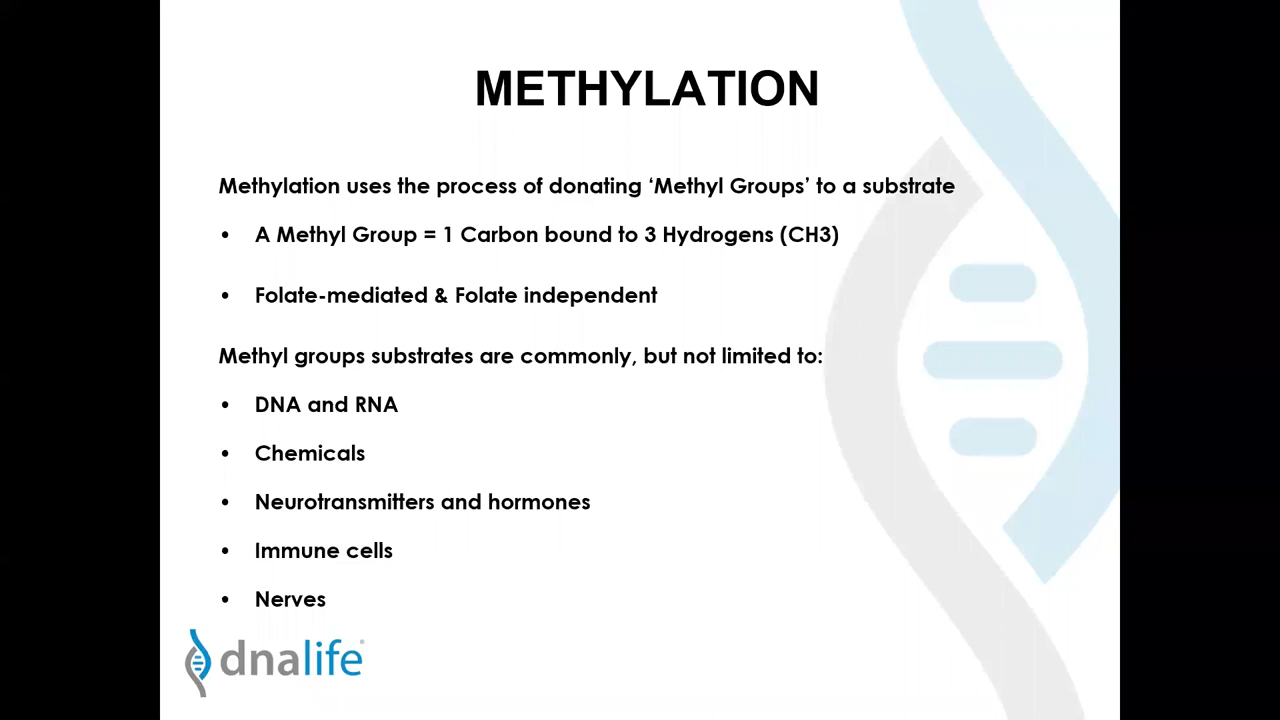 METHYLATION
Methylation uses the process of donating ‘Methyl Groups’ to a substrate
• A Methyl Group = 1 Carbon bound to 3 Hydrogens (CH3)
• Folate-mediated & Folate independent
Methyl groups substrates are commonly, but not limited to:
• DNA and RNA
• Chemicals
• Neurotransmitters and hormones
• Immune cells
• Nerves
dnalife